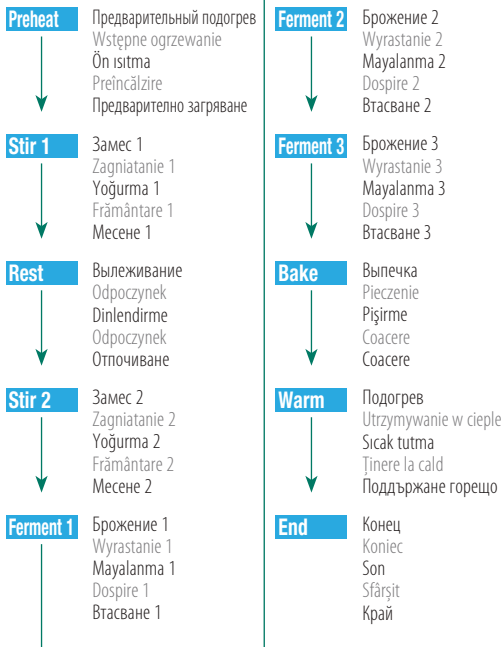 Preheat
Предварительный подогрев
Wstępne ogrzewanie
Ön ısıtma
Preîncălzire
Предварително загряване
Stir 1
Замес 1
Zagniatanie 1
Yoğurma 1
Frământare 1
Месене 1
Rest
Вылеживание
Odpoczynek
Dinlendirme
Odpoczynek
Отпочиване
Stir 2
Замес 2
Zagniatanie 2
Yoğurma 2
Frământare 2
Месене 2
Ferment 1
Брожение 1
Wyrastanie 1
Mayalanma 1
Dospire 1
Втасване 1
Ferment 2
Брожение 2
Wyrastanie 2
Mayalanma 2
Dospire 2
Втасване 2
Ferment 3
Брожение 3
Wyrastanie 3
Mayalanma 3
Dospire 3
Втасване 3
Bake
Выпечка
Pieczenie
Pişirme
Coacere
Coacere
Warm
Подогрев
Utrzymywanie w cieple
Sıcak tutma
Ținere la cald
Поддържане горещо
End
Конец
Koniec
Son
Sfârșit
Край